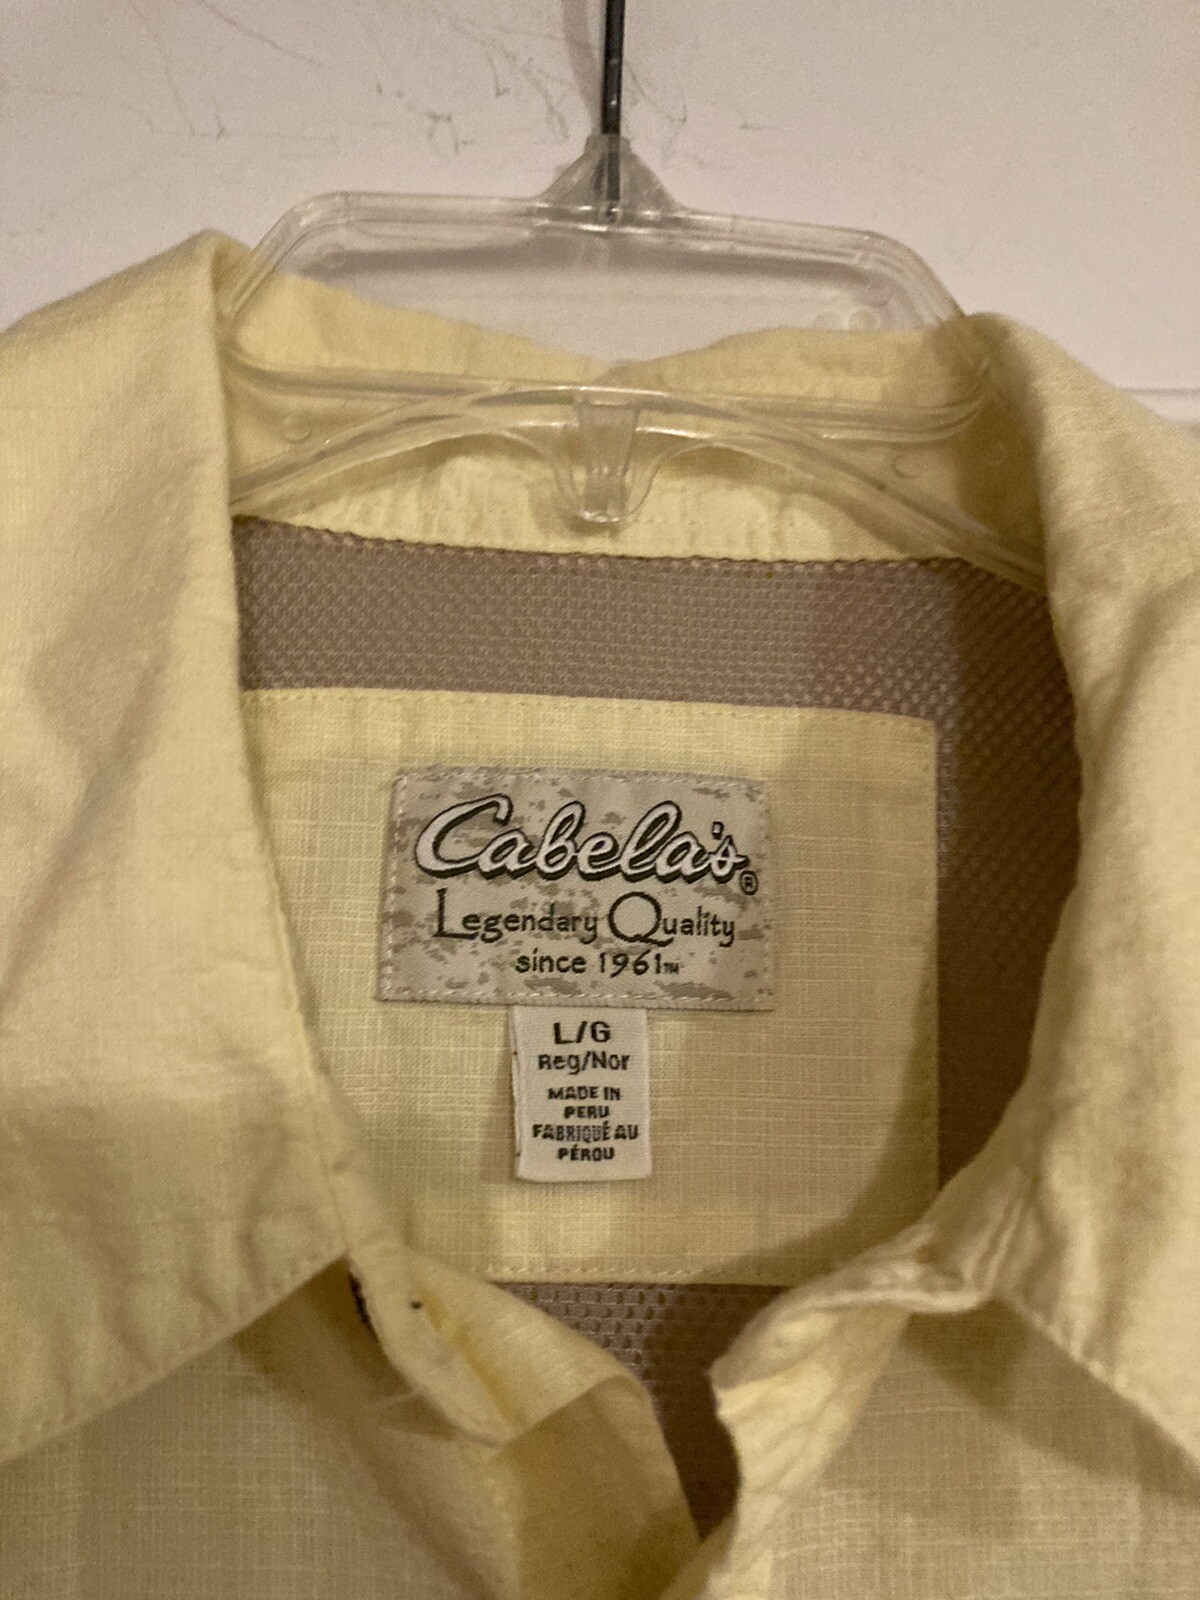 Cabela's®
Legendary Quality
since 1961™
L/G
Reg/Nor
MADE IN
PERU
FABRIQUÉ AU
PÉROU